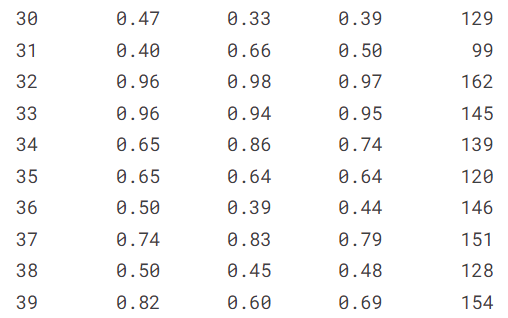 30 0.47 0.33 0.39 129
31 0.40 0.66 0.50 99
32 0.96 0.98 0.97 162
33 0.96 0.94 0.95 145
34 0.65 0.86 0.74 139
35 0.65 0.64 0.64 120
36 0.50 0.39 0.44 146
37 0.74 0.83 0.79 151
38 0.50 0.45 0.48 128
39 0.82 0.60 0.69 154